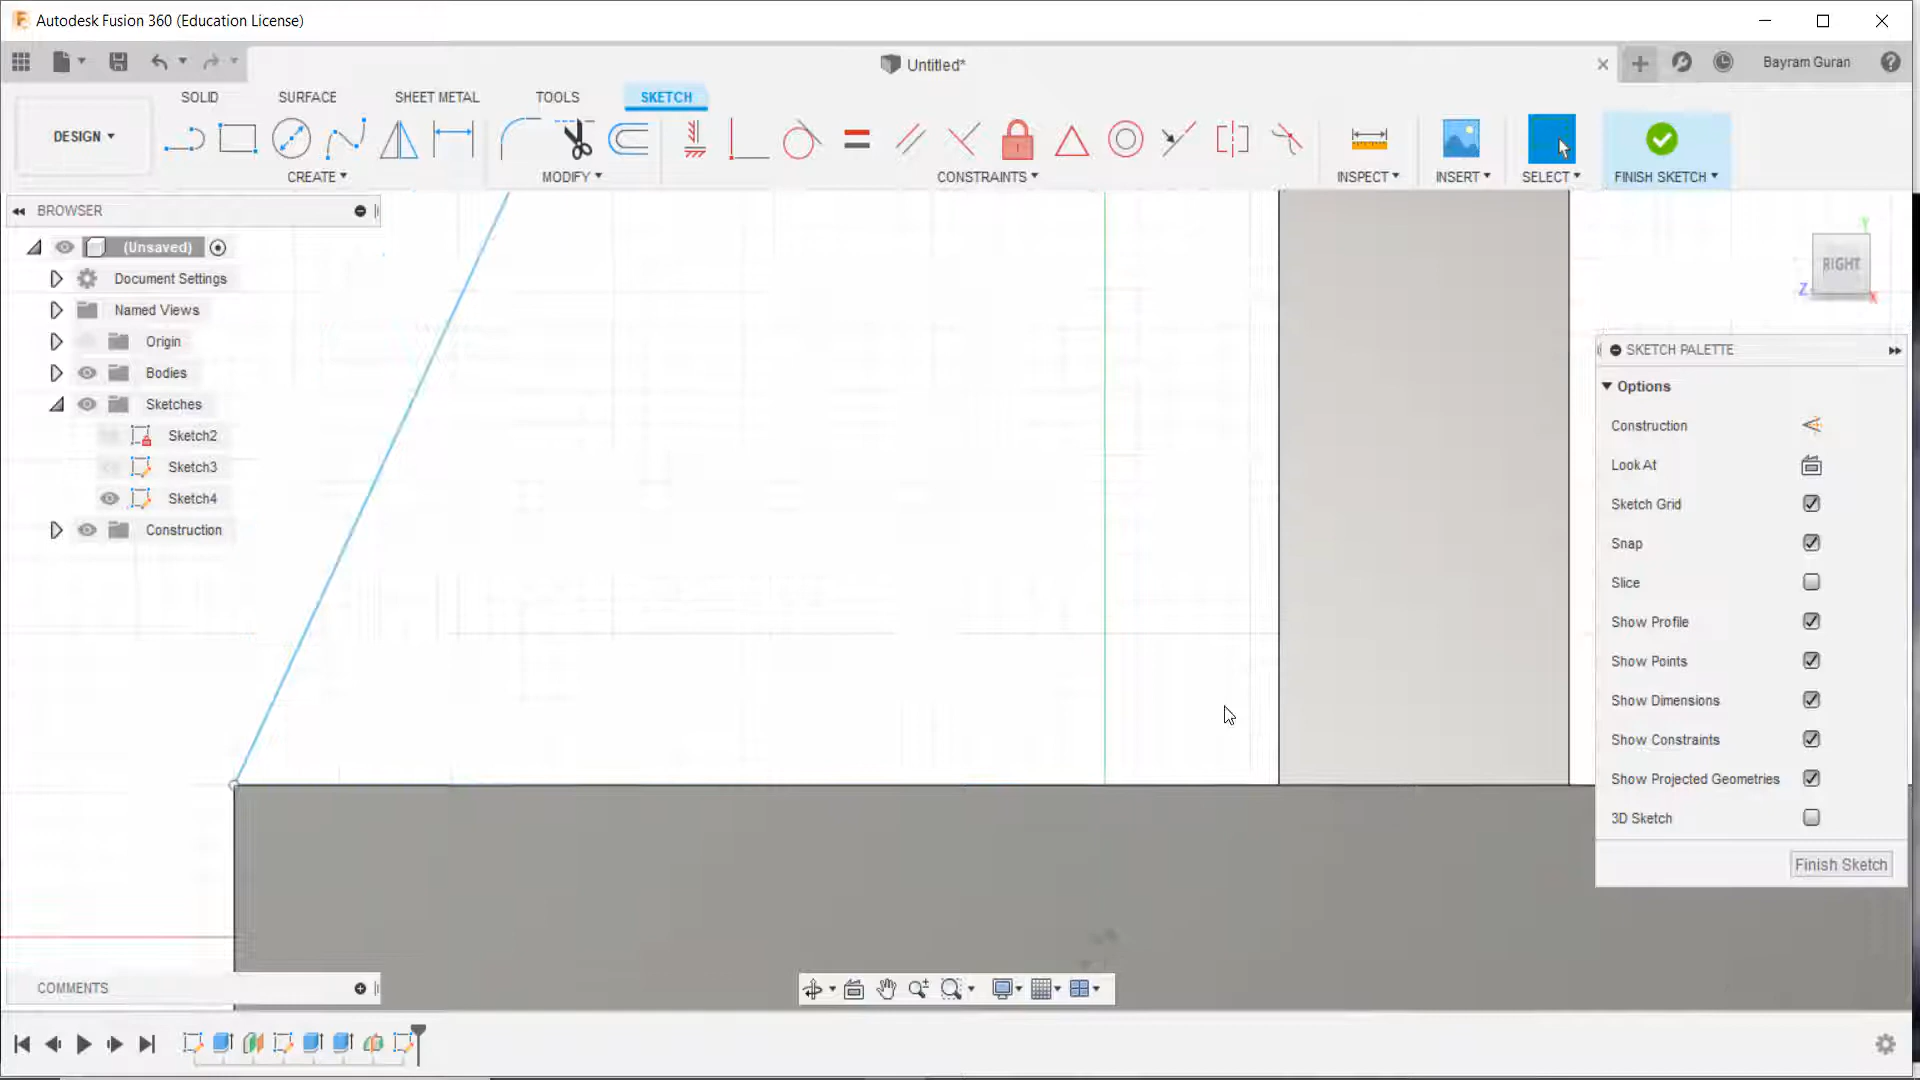 Autodesk Fusion 360 (Education License)
Untitled*
Bayram Guran
SOLID SURFACE SHEET METAL TOOLS SKETCH
DESIGN
CREATE MODIFY CONSTRAINTS INSPECT INSERT SELECT FINISH SKETCH
BROWSER
(Unsaved)
Document Settings
Named Views
Origin
Bodies
Sketches
Sketch2
Sketch3
Sketch4
Construction
Y
RIGHT
Z
X
SKETCH PALETTE
Options
Construction
Look At
Sketch Grid
Snap
Slice
Show Profile
Show Points
Show Dimensions
Show Constraints
Show Projected Geometries
3D Sketch
Finish Sketch
COMMENTS